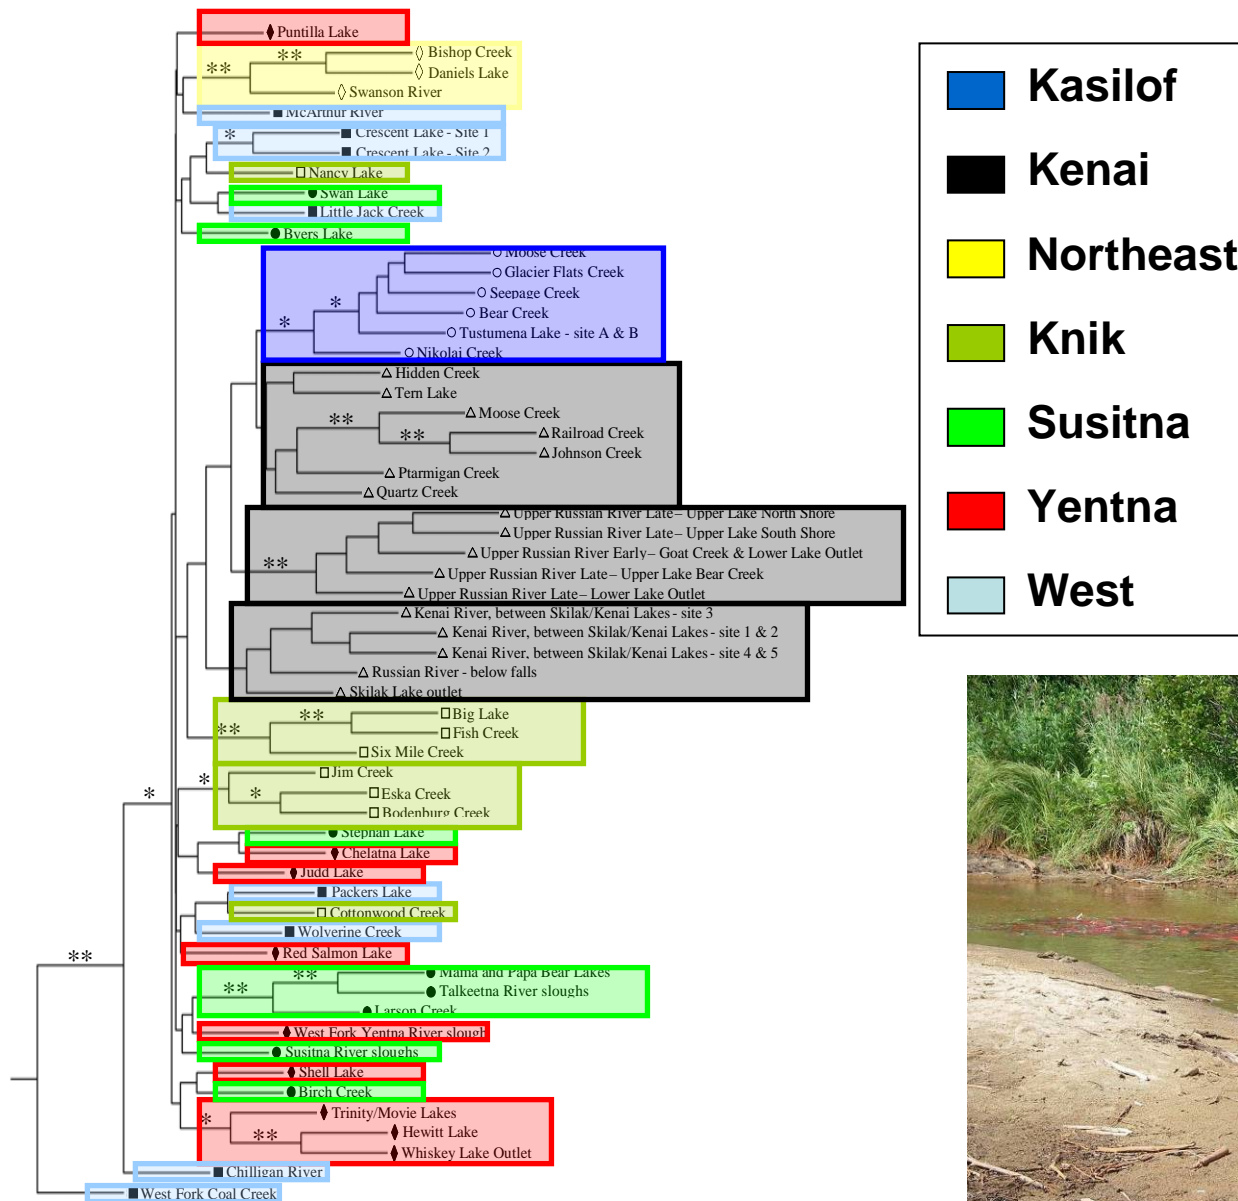 Puntilla Lake
Bishop Creek
**
**
Daniels Lake
Swanson River
McArthur River
Crescent Lake - Site 1
*
Crescent Lake - Site 2
Nancy Lake
Swan Lake
Little Jack Creek
Byers Lake
Moose Creek
Glacier Flats Creek
Seepage Creek
*
Bear Creek
*
Tustumena Lake - site A & B
Nikolai Creek
Hidden Creek
Tern Lake
Moose Creek
**
Railroad Creek
**
Johnson Creek
Ptarmigan Creek
Quartz Creek
Upper Russian River Late – Upper Lake North Shore
Upper Russian River Late – Upper Lake South Shore
Upper Russian River Early – Goat Creek & Lower Lake Outlet
**
Upper Russian River Late – Upper Lake Bear Creek
Upper Russian River Late – Lower Lake Outlet
Kenai River, between Skilak/Kenai Lakes - site 3
Kenai River, between Skilak/Kenai Lakes - site 1 & 2
Kenai River, between Skilak/Kenai Lakes - site 4 & 5
Russian River - below falls
Skilak Lake outlet
Big Lake
**
**
Fish Creek
Six Mile Creek
Jim Creek
*
*
*
Eska Creek
Bodenburg Creek
Stephan Lake
Chelatna Lake
Judd Lake
Packers Lake
Cottonwood Creek
Wolverine Creek
**
Red Salmon Lake
Mama and Papa Bear Lakes
**
**
Talkeetna River sloughs
Larson Creek
West Fork Yentna River slough
Susitna River sloughs
Shell Lake
Birch Creek
*
Trinity/Movie Lakes
**
Hewitt Lake
Whiskey Lake Outlet
Chilligan River
West Fork Coal Creek
Kasilof
Kenai
Northeast
Knik
Susitna
Yentna
West